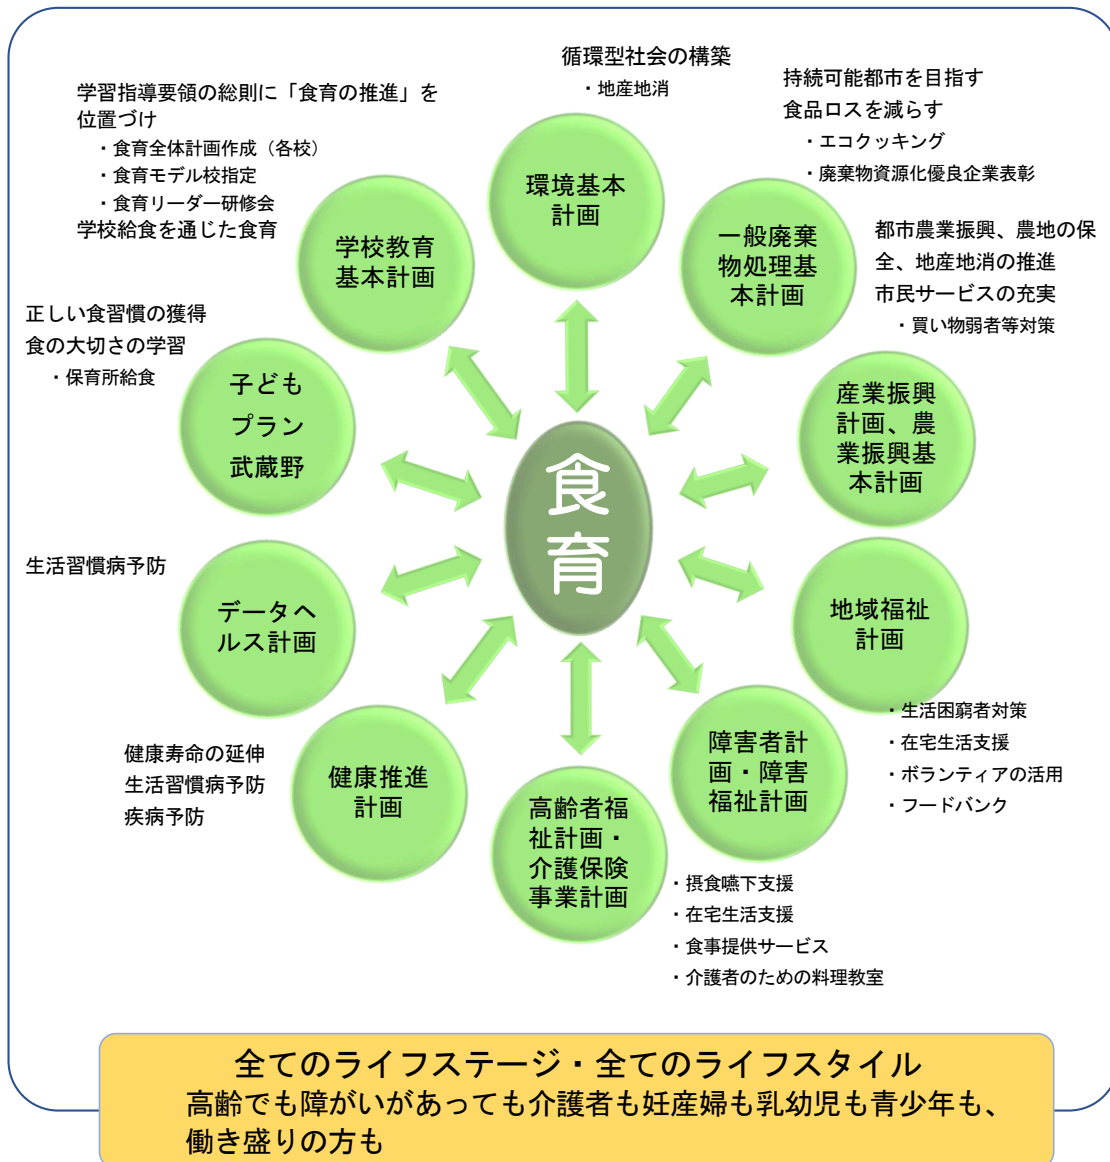 循環型社会の構築
・地産地消
環境基本
計画
持続可能都市を目指す
食品ロスを減らす
・エコクッキング
・廃棄物資源化優良企業表彰
一般廃棄
物処理基
本計画
学習指導要領の総則に「食育の推進」を
位置づけ
・食育全体計画作成（各校）
・食育モデル校指定
・食育リーダー研修会
学校給食を通じた食育
学校教育
基本計画
都市農業振興、農地の保
全、地産地消の推進
市民サービスの充実
・買い物弱者等対策
産業振興
計画、農
業振興基
本計画
正しい食習慣の獲得
食の大切さの学習
・保育所給食
子ども
プラン
武蔵野
食
育
生活習慣病予防
データヘ
ルス計画
地域福祉
計画
・生活困窮者対策
・在宅生活支援
・ボランティアの活用
・フードバンク
健康寿命の延伸
生活習慣病予防
疾病予防
健康推進
計画
障害者計
画・障害
福祉計画
高齢者福
祉計画・
介護保険
事業計画
・摂食嚥下支援
・在宅生活支援
・食事提供サービス
・介護者のための料理教室
全てのライフステージ・全てのライフスタイル
高齢でも障がいがあっても介護者も妊産婦も乳幼児も青少年も、
働き盛りの方も